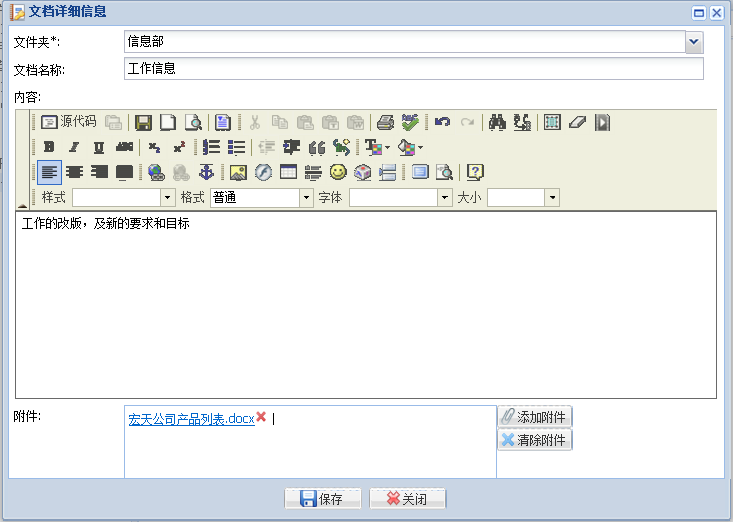 文档详细信息
文件夹*: 信息部
文档名称: 工作信息
内容:
源代码
B I U ABC x₂ x²
样式 格式 普通 字体 大小
工作的改版，及新的要求和目标
附件: 宏天公司产品列表.docx 添加附件
清除附件
保存 关闭